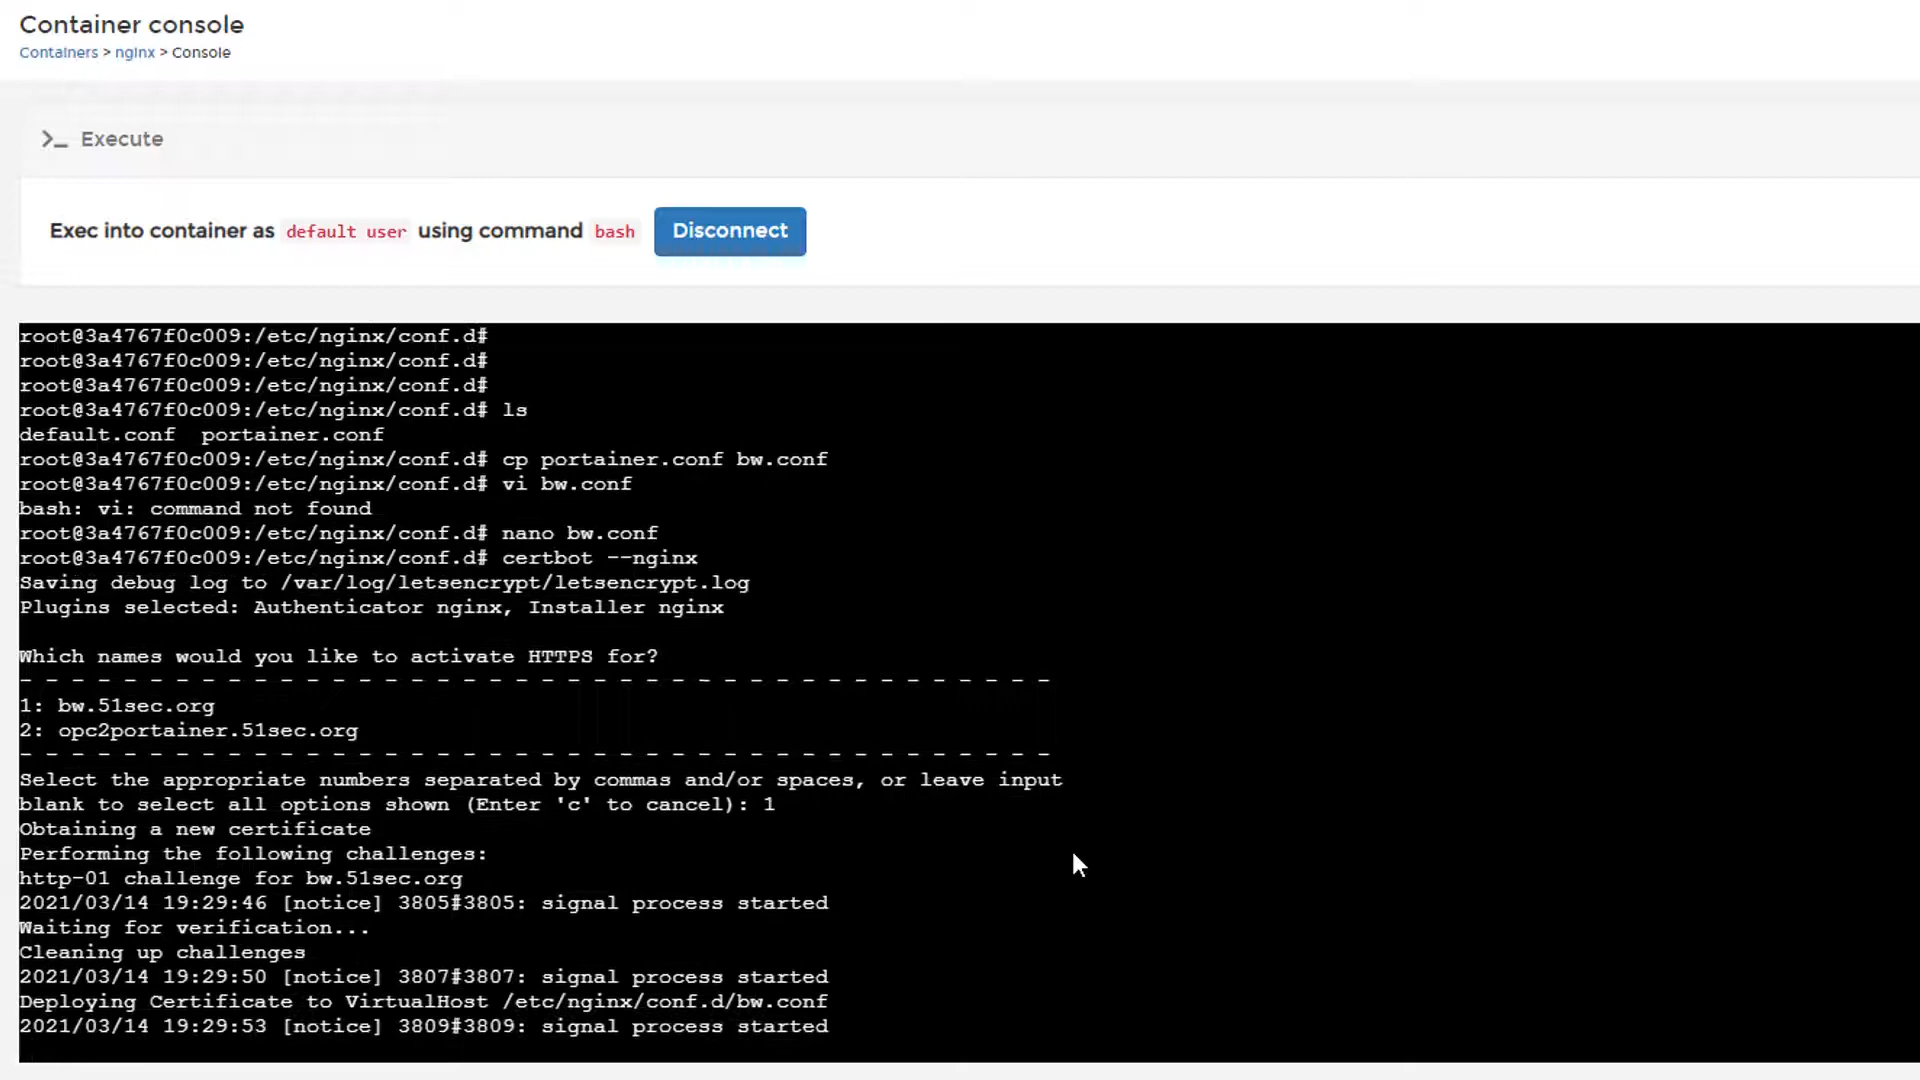 Container console
Containers > nginx > Console
>_ Execute
Exec into container as default user using command bash Disconnect
root@3a4767f0c009:/etc/nginx/conf.d#
root@3a4767f0c009:/etc/nginx/conf.d#
root@3a4767f0c009:/etc/nginx/conf.d#
root@3a4767f0c009:/etc/nginx/conf.d# ls
default.conf  portainer.conf
root@3a4767f0c009:/etc/nginx/conf.d# cp portainer.conf bw.conf
root@3a4767f0c009:/etc/nginx/conf.d# vi bw.conf
bash: vi: command not found
root@3a4767f0c009:/etc/nginx/conf.d# nano bw.conf
root@3a4767f0c009:/etc/nginx/conf.d# certbot --nginx
Saving debug log to /var/log/letsencrypt/letsencrypt.log
Plugins selected: Authenticator nginx, Installer nginx
Which names would you like to activate HTTPS for?
- - - - - - - - - - - - - - - - - - - - - - - - - - - - - - - - - - - - - - - -
1: bw.51sec.org
2: opc2portainer.51sec.org
- - - - - - - - - - - - - - - - - - - - - - - - - - - - - - - - - - - - - - - -
Select the appropriate numbers separated by commas and/or spaces, or leave input
blank to select all options shown (Enter 'c' to cancel): 1
Obtaining a new certificate
Performing the following challenges:
http-01 challenge for bw.51sec.org
2021/03/14 19:29:46 [notice] 3805#3805: signal process started
Waiting for verification...
Cleaning up challenges
2021/03/14 19:29:50 [notice] 3807#3807: signal process started
Deploying Certificate to VirtualHost /etc/nginx/conf.d/bw.conf
2021/03/14 19:29:53 [notice] 3809#3809: signal process started